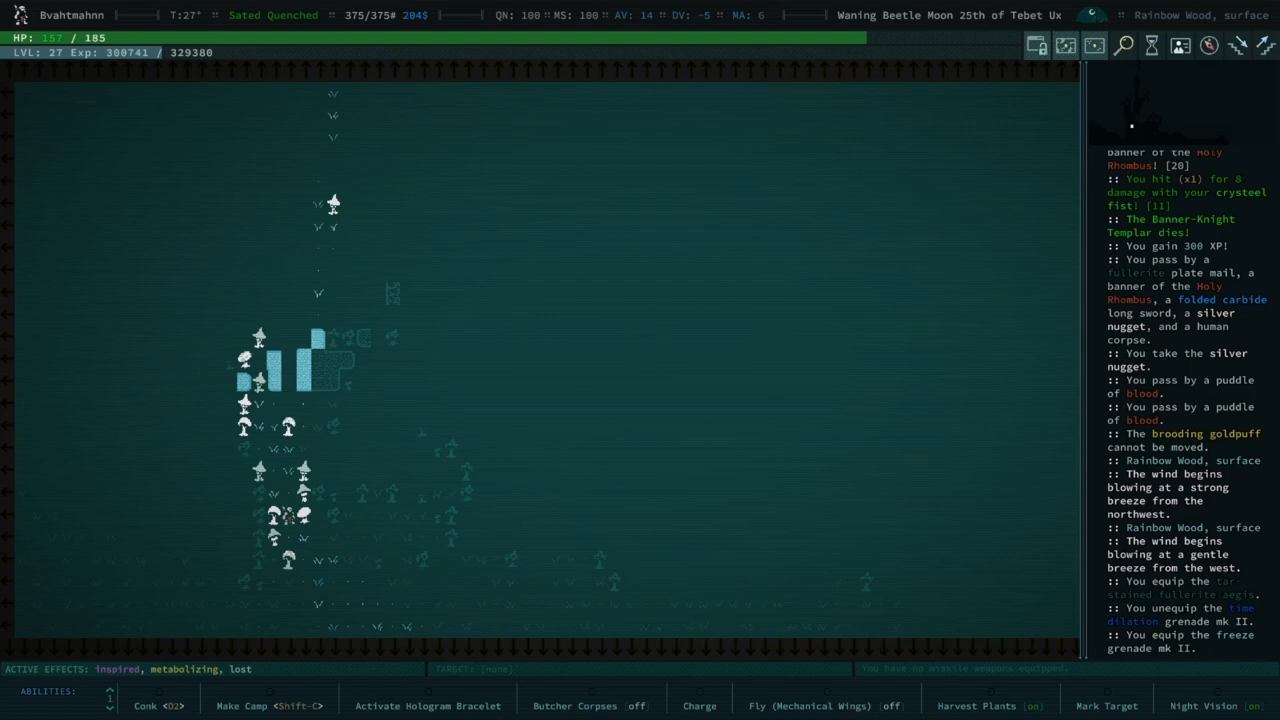 Bvahtmahnn T:27° :: Sated Quenched :: 375/375# 204$ QN: 100 :: MS: 100 :: AV: 14 :: DV: -5 :: MA: 6 Waning Beetle Moon 25th of Tebet Ux :: Rainbow Wood, surface
HP: 157 / 185
LVL: 27 Exp: 300741 / 329380
banner of the Holy
Rhombus! [20]
:: You hit (x1) for 8
damage with your crysteel
fist! [11]
:: The Banner-Knight
Templar dies!
:: You gain 300 XP!
:: You pass by a
fullerite plate mail, a
banner of the Holy
Rhombus, a folded carbide
long sword, a silver
nugget, and a human
corpse.
:: You take the silver
nugget.
:: You pass by a puddle
of blood.
:: You pass by a puddle
of blood.
:: The brooding goldpuff
cannot be moved.
:: Rainbow Wood, surface
:: The wind begins
blowing at a strong
breeze from the
northwest.
:: Rainbow Wood, surface
:: The wind begins
blowing at a gentle
breeze from the west.
:: You equip the tar-
stained fullerite aegis.
:: You unequip the time
dilation grenade mk II.
:: You equip the freeze
grenade mk II.
ACTIVE EFFECTS: inspired, metabolizing, lost TARGET: [none] You have no missile weapons equipped.
ABILITIES: 1 Conk <O2> Make Camp <Shift-C> Activate Hologram Bracelet Butcher Corpses [off] Charge Fly (Mechanical Wings) [off] Harvest Plants [on] Mark Target Night Vision [on]